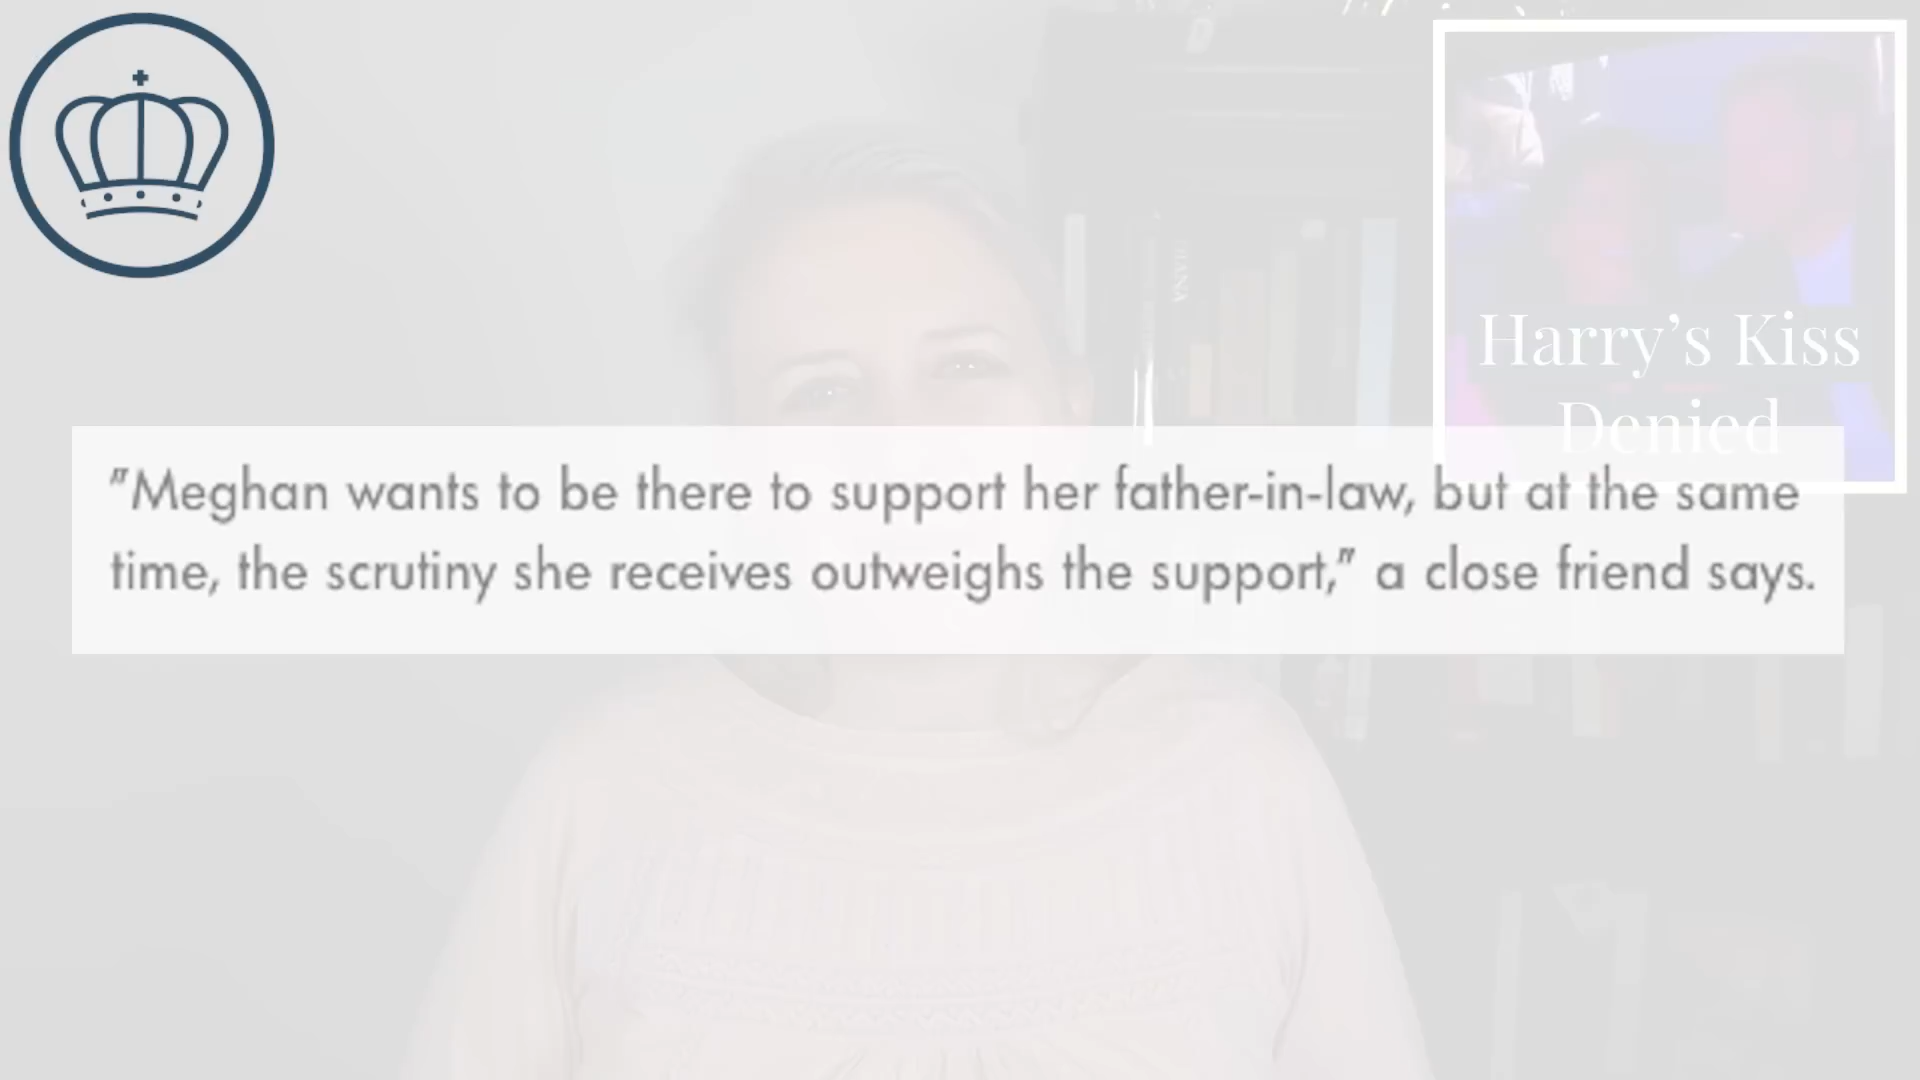 DIANA
Harry’s Kiss
Denied
"Meghan wants to be there to support her father-in-law, but at the same
time, the scrutiny she receives outweighs the support," a close friend says.